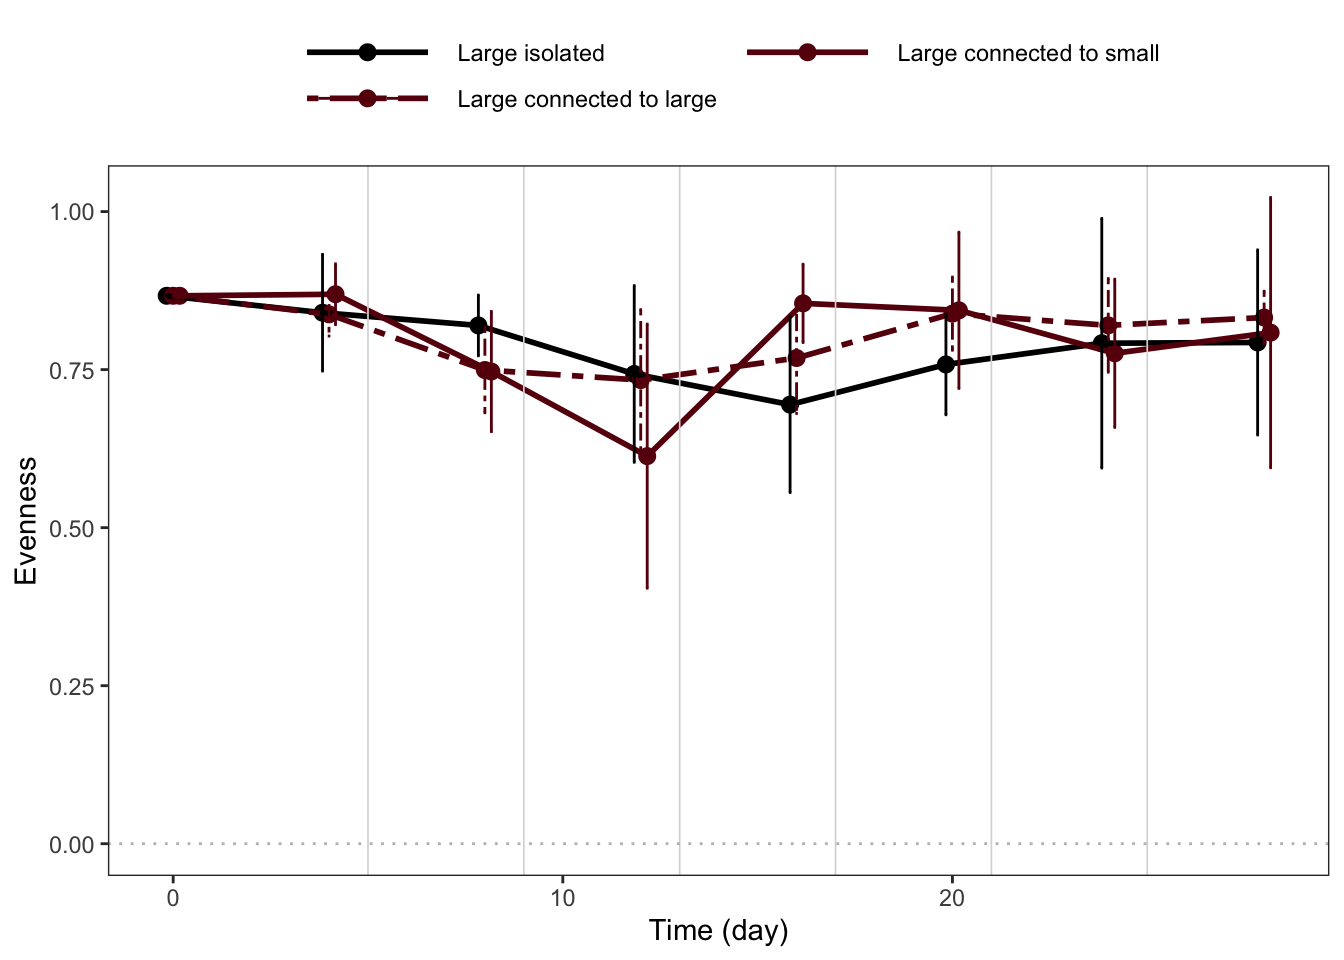 Large isolated
Large connected to small
Large connected to large
1.00
0.75
0.50
0.25
0.00
Evenness
0
10
20
Time (day)